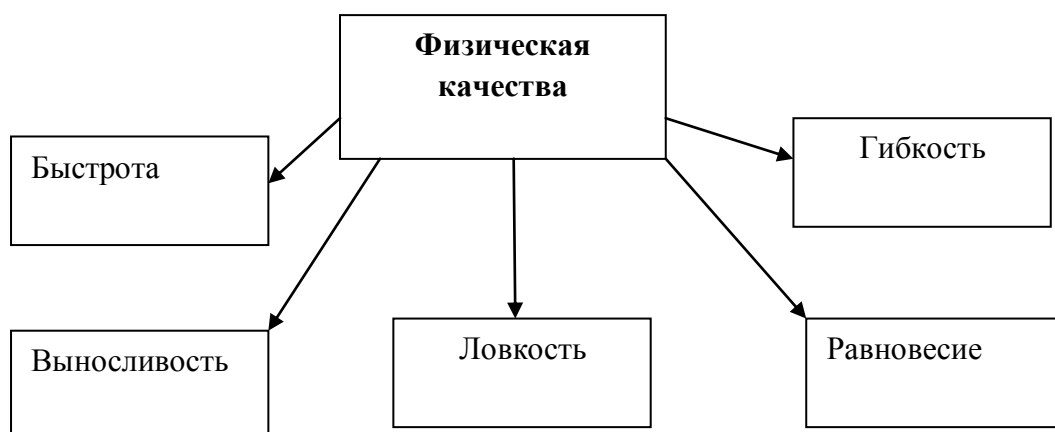 Физическая
качества
Быстрота
Гибкость
Выносливость
Ловкость
Равновесие